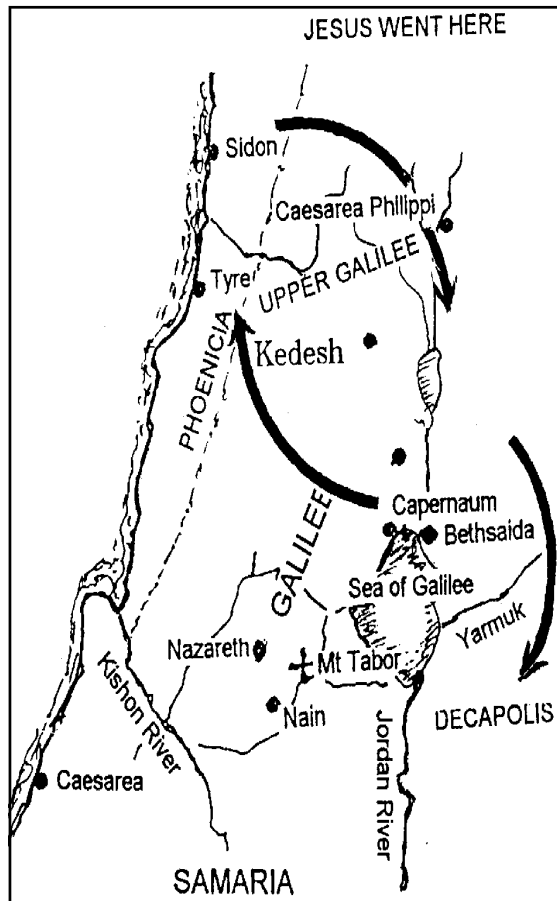 JESUS WENT HERE
Sidon
Caesarea Philippi
Tyre
UPPER GALILEE
PHOENICIA
Kedesh
Capernaum
Bethsaida
GALILEE
Sea of Galilee
Yarmuk
Nazareth
Mt Tabor
Kishon River
Nain
DECAPOLIS
Jordan River
Caesarea
SAMARIA